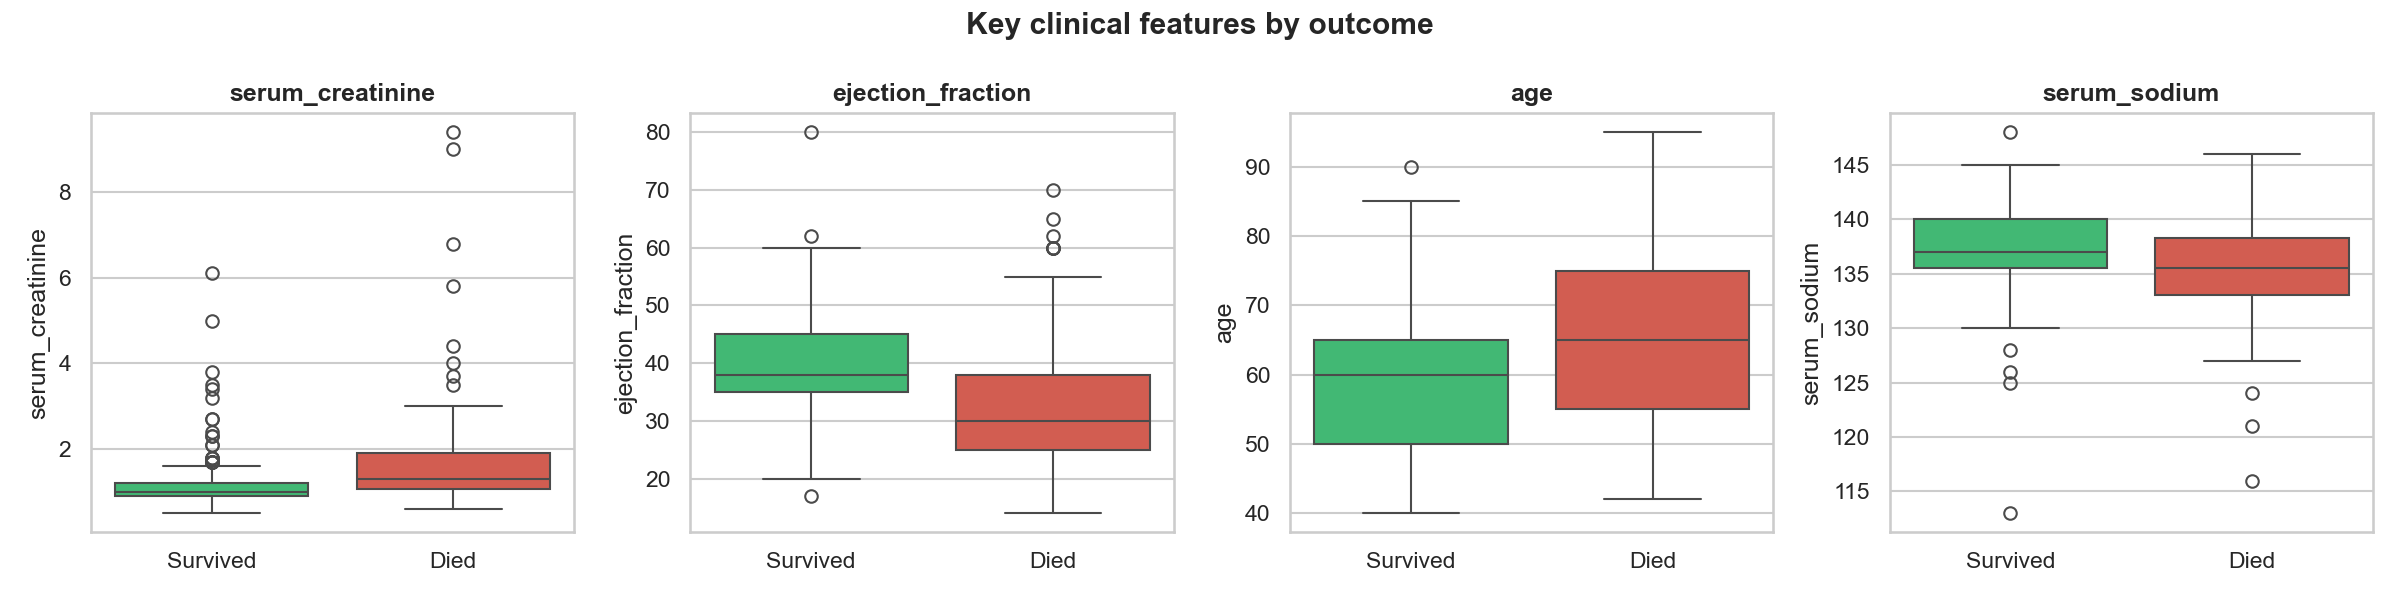 Key clinical features by outcome
serum_creatinine
serum_creatinine
8
6
4
2
Survived
Died
ejection_fraction
ejection_fraction
80
70
60
50
40
30
20
Survived
Died
age
age
90
80
70
60
50
40
Survived
Died
serum_sodium
serum_sodium
145
140
135
130
125
120
115
Survived
Died